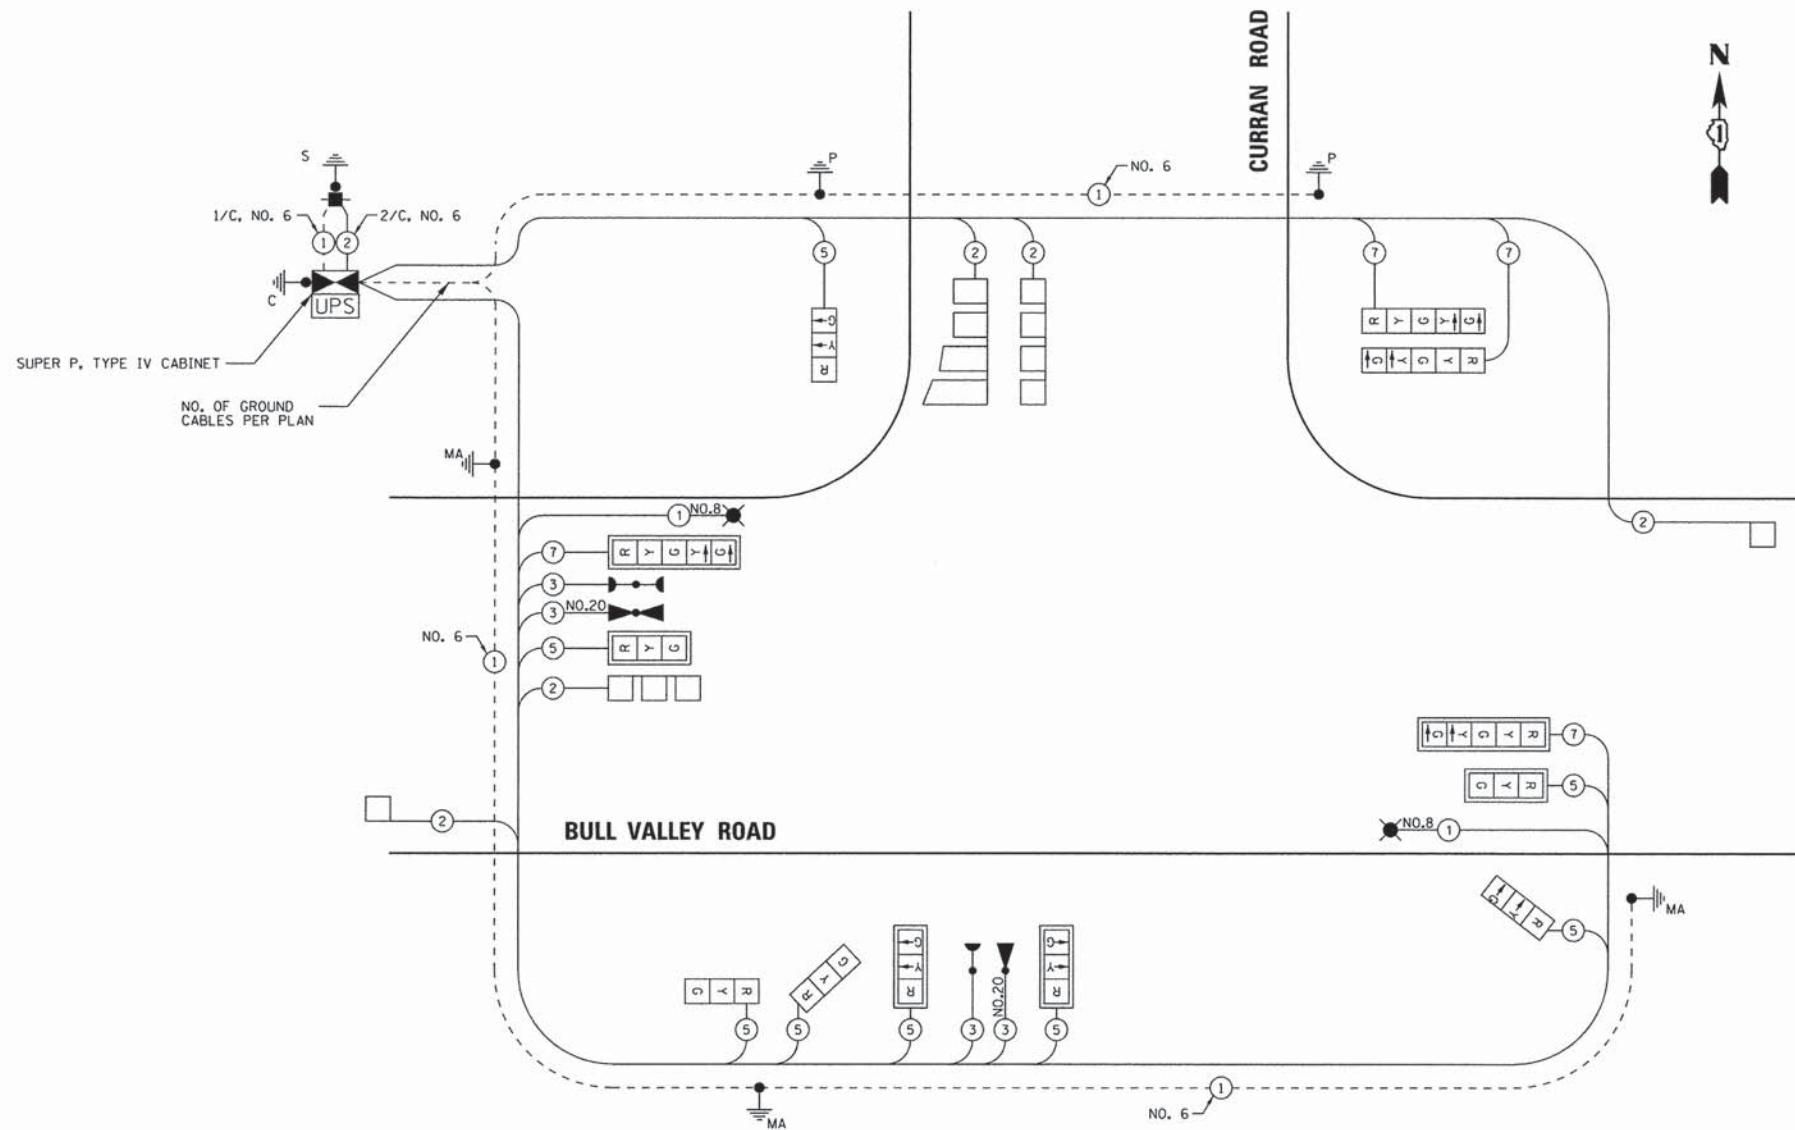 CURRAN ROAD
N
1
S
P
NO. 6
1
P
1/C, NO. 6
2/C, NO. 6
1
2
5
2
2
7
7
C
UPS
G
Y
R
R Y G Y G
G Y G Y R
SUPER P, TYPE IV CABINET
NO. OF GROUND
CABLES PER PLAN
MA
1
NO.8
2
7
R Y G Y G
3
3
NO.20
NO. 6
1
5
R Y G
2
G Y G Y R
7
G Y R
5
2
BULL VALLEY ROAD
NO.8
1
G Y R
5
MA
G Y R
G
Y
R
G
Y
R
G
Y
R
NO.20
5
5
5
3
3
5
1
NO. 6
MA